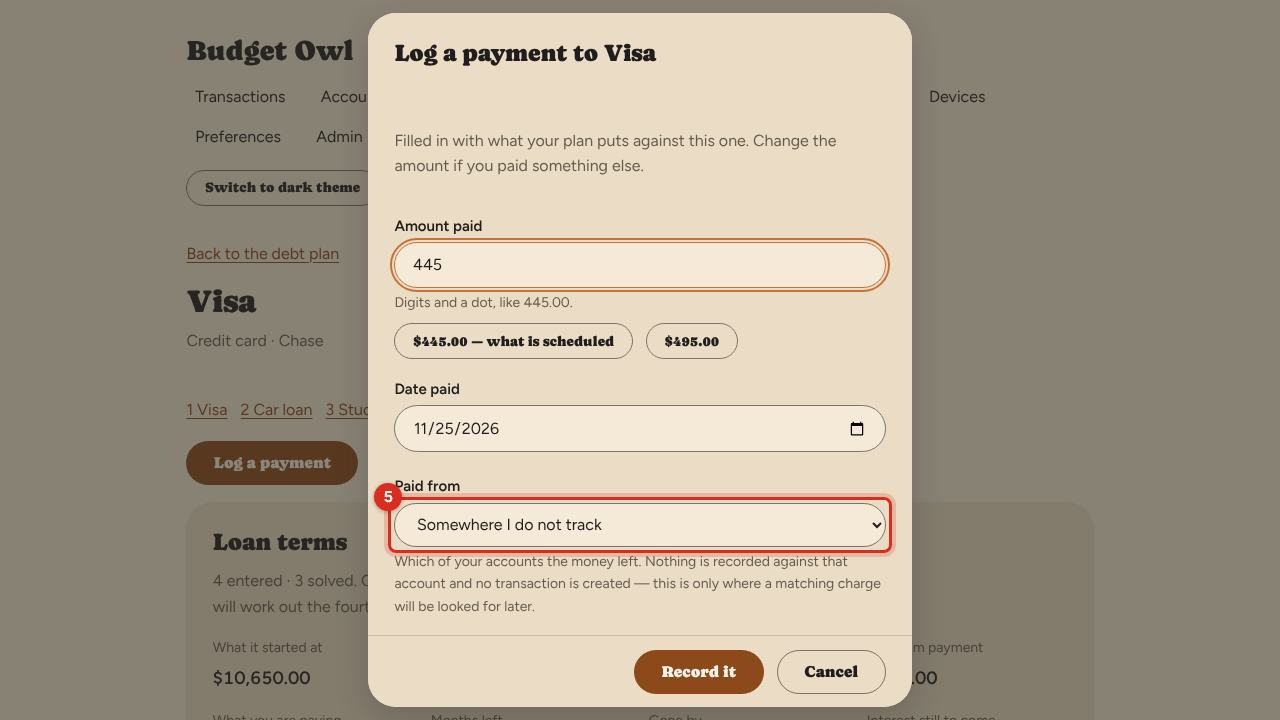 Budget Owl
Transactions
Devices
Preferences
Admin
Switch to dark theme
Back to the debt plan
Visa
Credit card · Chase
1 Visa
2 Car loan
Log a payment
Loan terms
4 entered · 3 solved.
will work out the
What it started at
$10,650.00
payment
Log a payment to Visa
Filled in with what your plan puts against this one. Change the
amount if you paid something else.
Amount paid
445
Digits and a dot, like 445.00.
$445.00 — what is scheduled
$495.00
Date paid
11/25/2026
Paid from
5
Somewhere I do not track
Which of your accounts the money left. Nothing is recorded against that
account and no transaction is created — this is only where a matching charge
will be looked for later.
Record it
Cancel